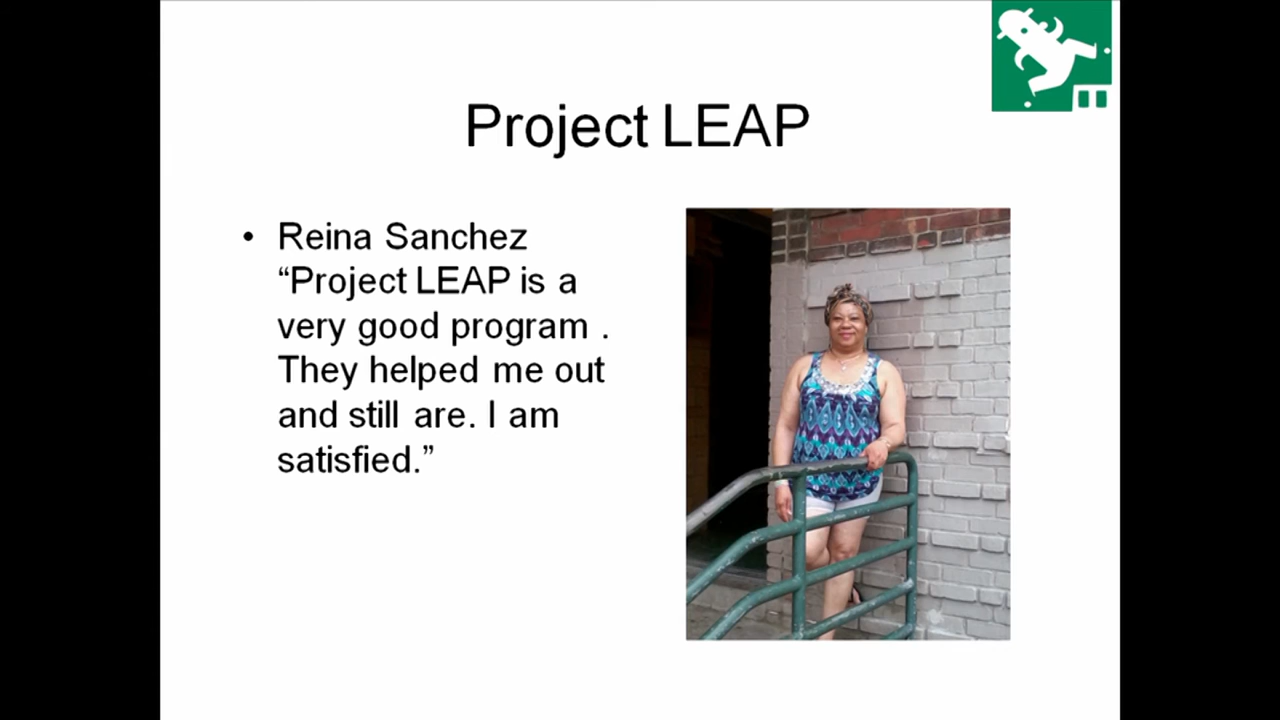 Project LEAP
• Reina Sanchez
“Project LEAP is a
very good program .
They helped me out
and still are. I am
satisfied.”